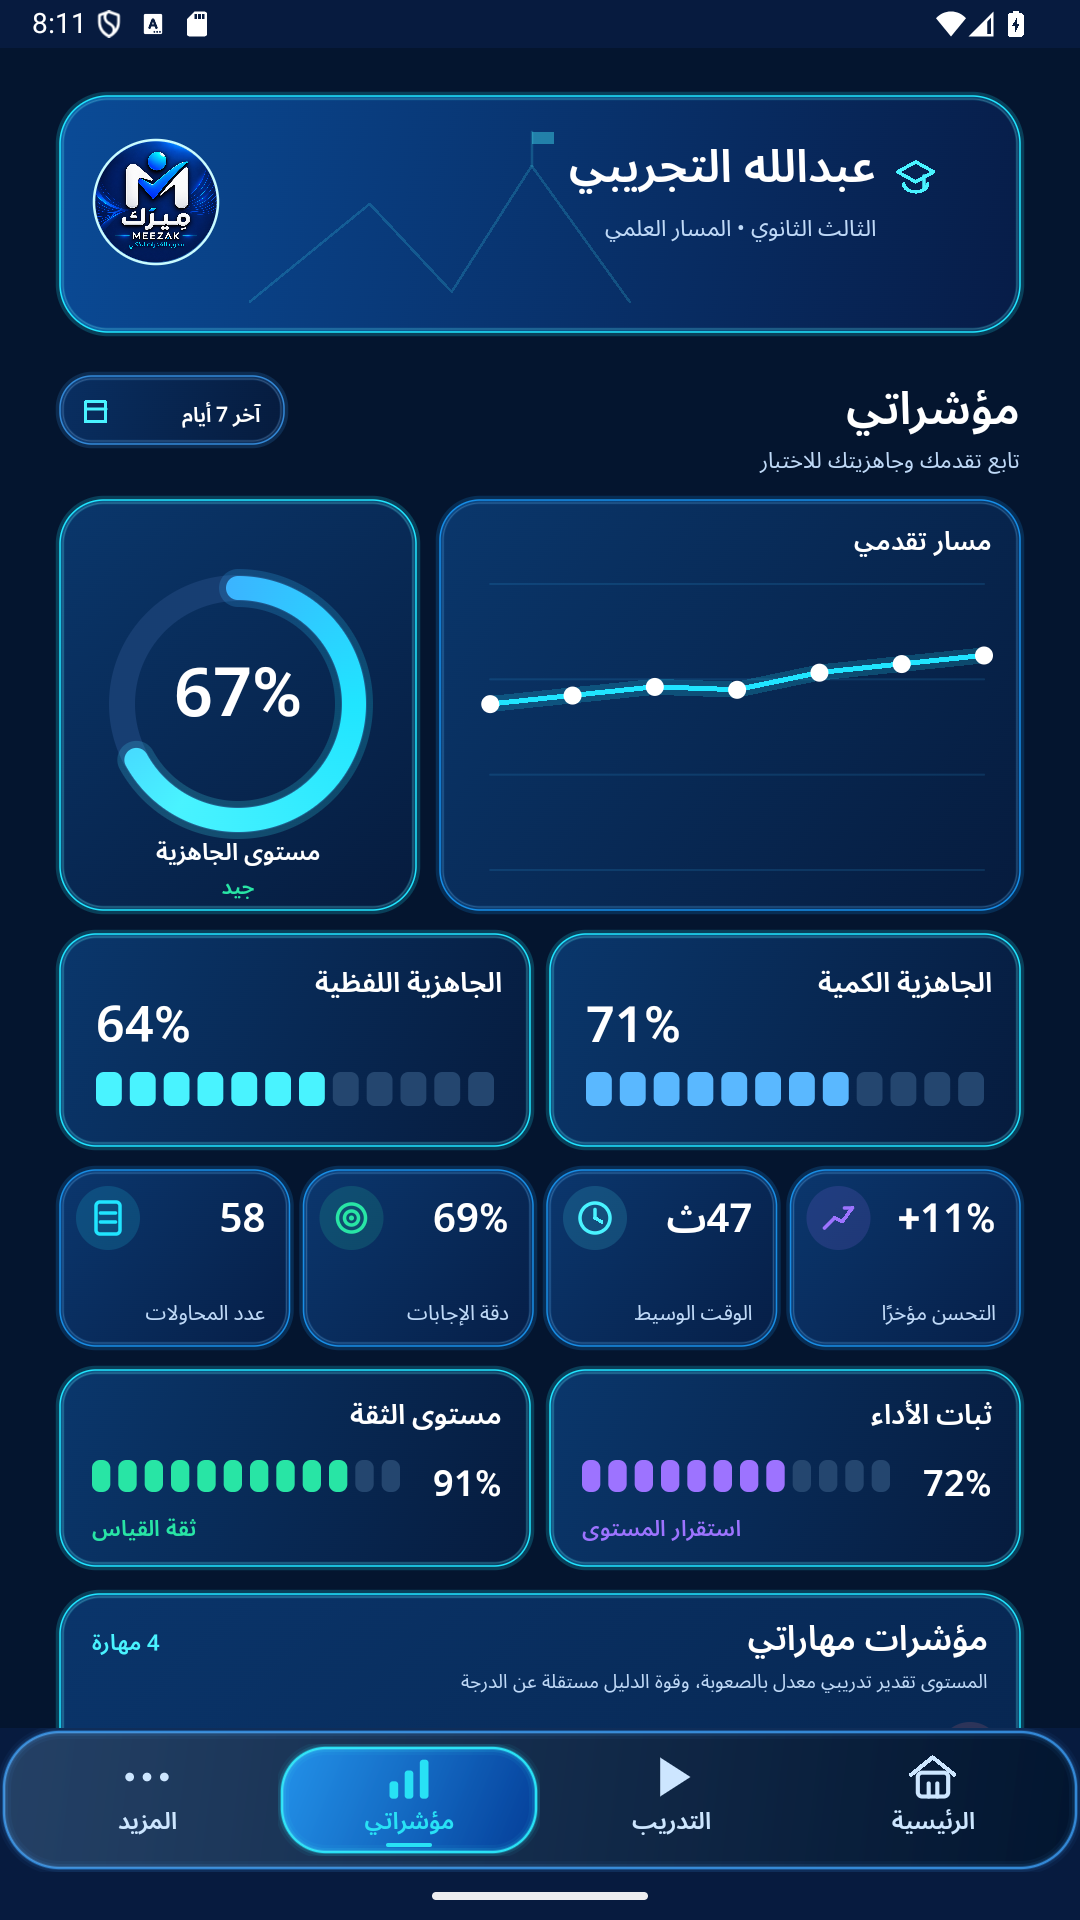 8:11
عبدالله التجريبي
الثالث الثانوي • المسار العلمي
مِيزَك
MEEZAK
مؤشراتي
آخر 7 أيام
تابع تقدمك وجاهزيتك للاختبار
مسار تقدمي
67%
مستوى الجاهزية
جيد
الجاهزية الكمية
71%
الجاهزية اللفظية
64%
+11%
التحسن مؤخرًا
47ث
الوقت الوسيط
69%
دقة الإجابات
58
عدد المحاولات
ثبات الأداء
72%
استقرار المستوى
مستوى الثقة
91%
ثقة القياس
مؤشرات مهاراتي
4 مهارة
المستوى تقدير تدريبي معدل بالصعوبة، وقوة الدليل مستقلة عن الدرجة
الرئيسية
التدريب
مؤشراتي
المزيد